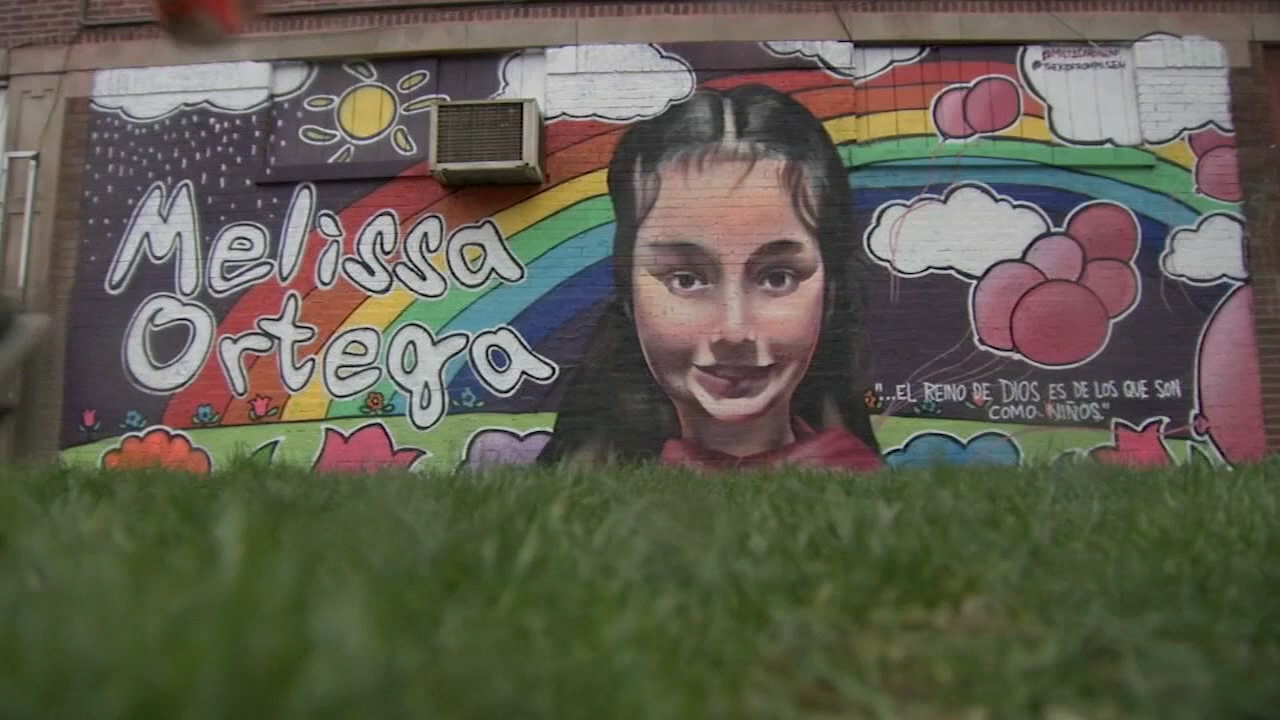 Melissa
Ortega
"...EL REINO DE DIOS ES DE LOS QUE SON
COMO NIÑOS."